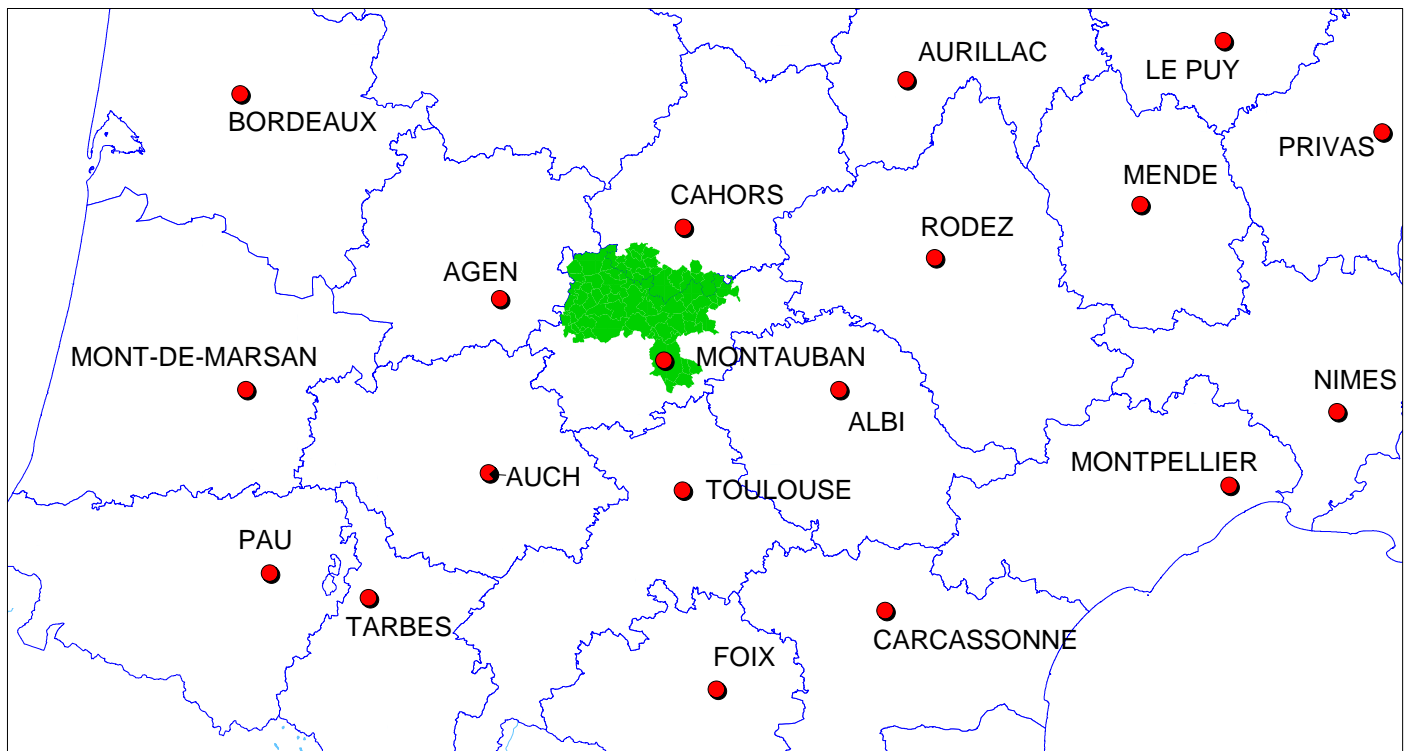 AURILLAC
LE PUY
BORDEAUX
PRIVAS
MENDE
CAHORS
RODEZ
AGEN
MONT-DE-MARSAN
MONTAUBAN
NIMES
ALBI
MONTPELLIER
AUCH
TOULOUSE
PAU
TARBES
CARCASSONNE
FOIX